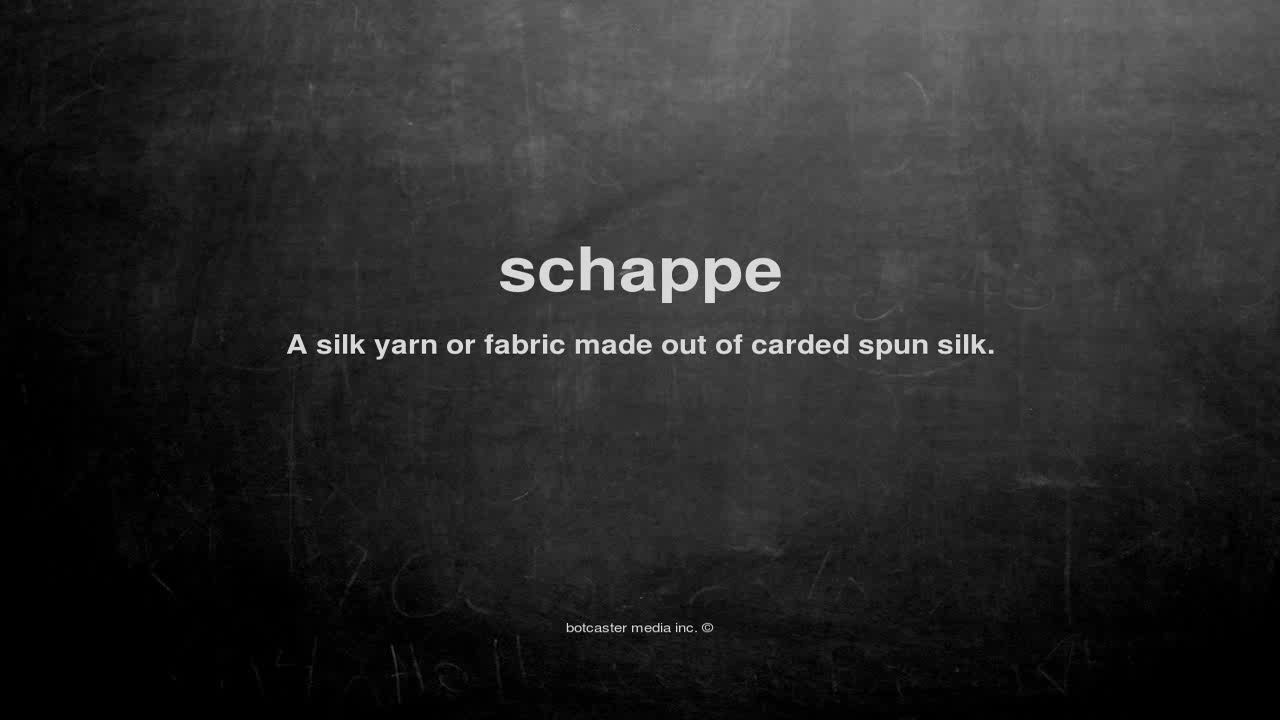 schappe
A silk yarn or fabric made out of carded spun silk.
botcaster media inc. ©